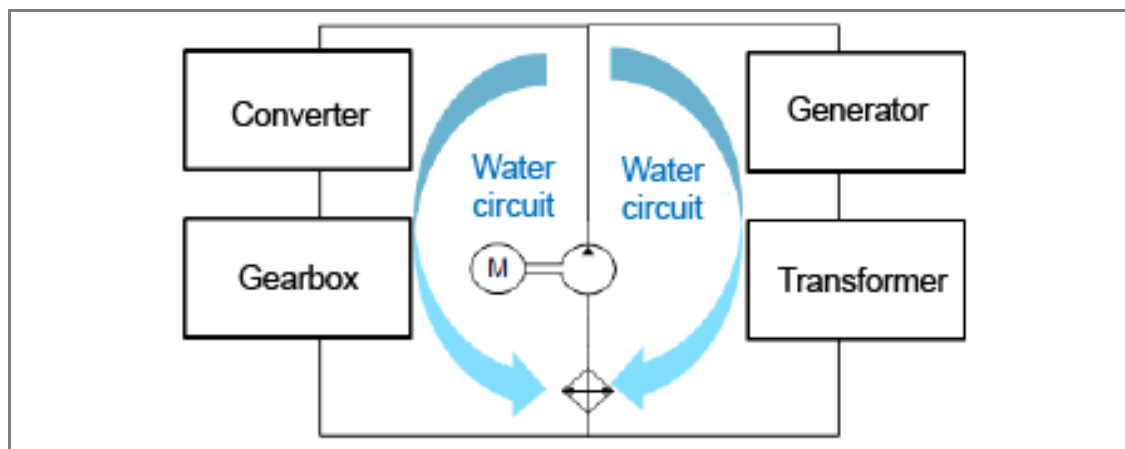 Converter
Generator
Water
circuit
Water
circuit
Gearbox
M
Transformer